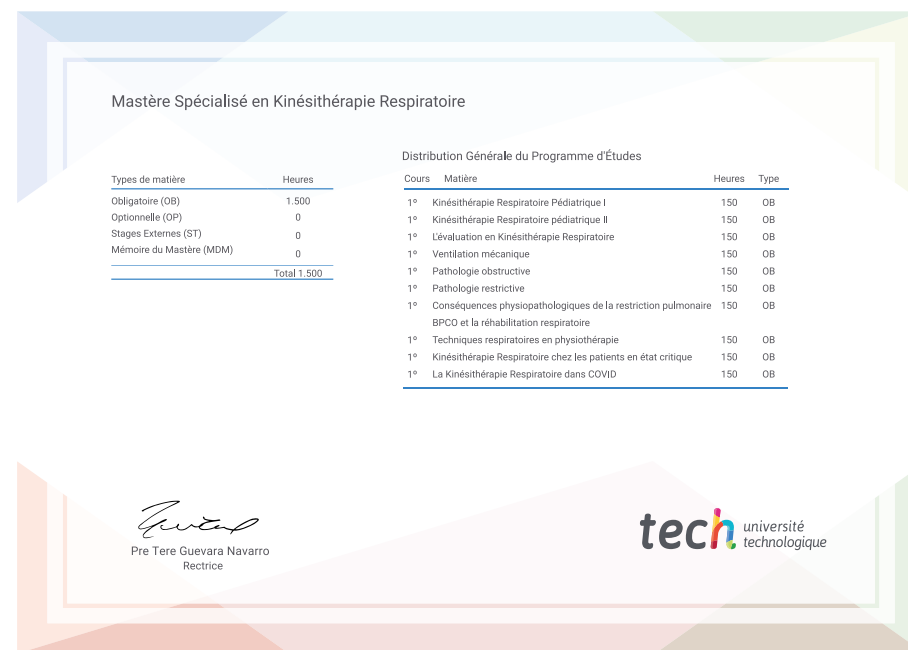 Mastère Spécialisé en Kinésithérapie Respiratoire
Types de matière Heures
Obligatoire (OB) 1.500
Optionnelle (OP) 0
Stages Externes (ST) 0
Mémoire du Mastère (MDM) 0
Total 1.500
Distribution Générale du Programme d'Études
Cours Matière Heures Type
1º Kinésithérapie Respiratoire Pédiatrique I 150 OB
1º Kinésithérapie Respiratoire pédiatrique II 150 OB
1º L'évaluation en Kinésithérapie Respiratoire 150 OB
1º Ventilation mécanique 150 OB
1º Pathologie obstructive 150 OB
1º Pathologie restrictive 150 OB
1º Conséquences physiopathologiques de la restriction pulmonaire 150 OB
BPCO et la réhabilitation respiratoire
1º Techniques respiratoires en physiothérapie 150 OB
1º Kinésithérapie Respiratoire chez les patients en état critique 150 OB
1º La Kinésithérapie Respiratoire dans COVID 150 OB
Pre Tere Guevara Navarro
Rectrice
tech université
technologique